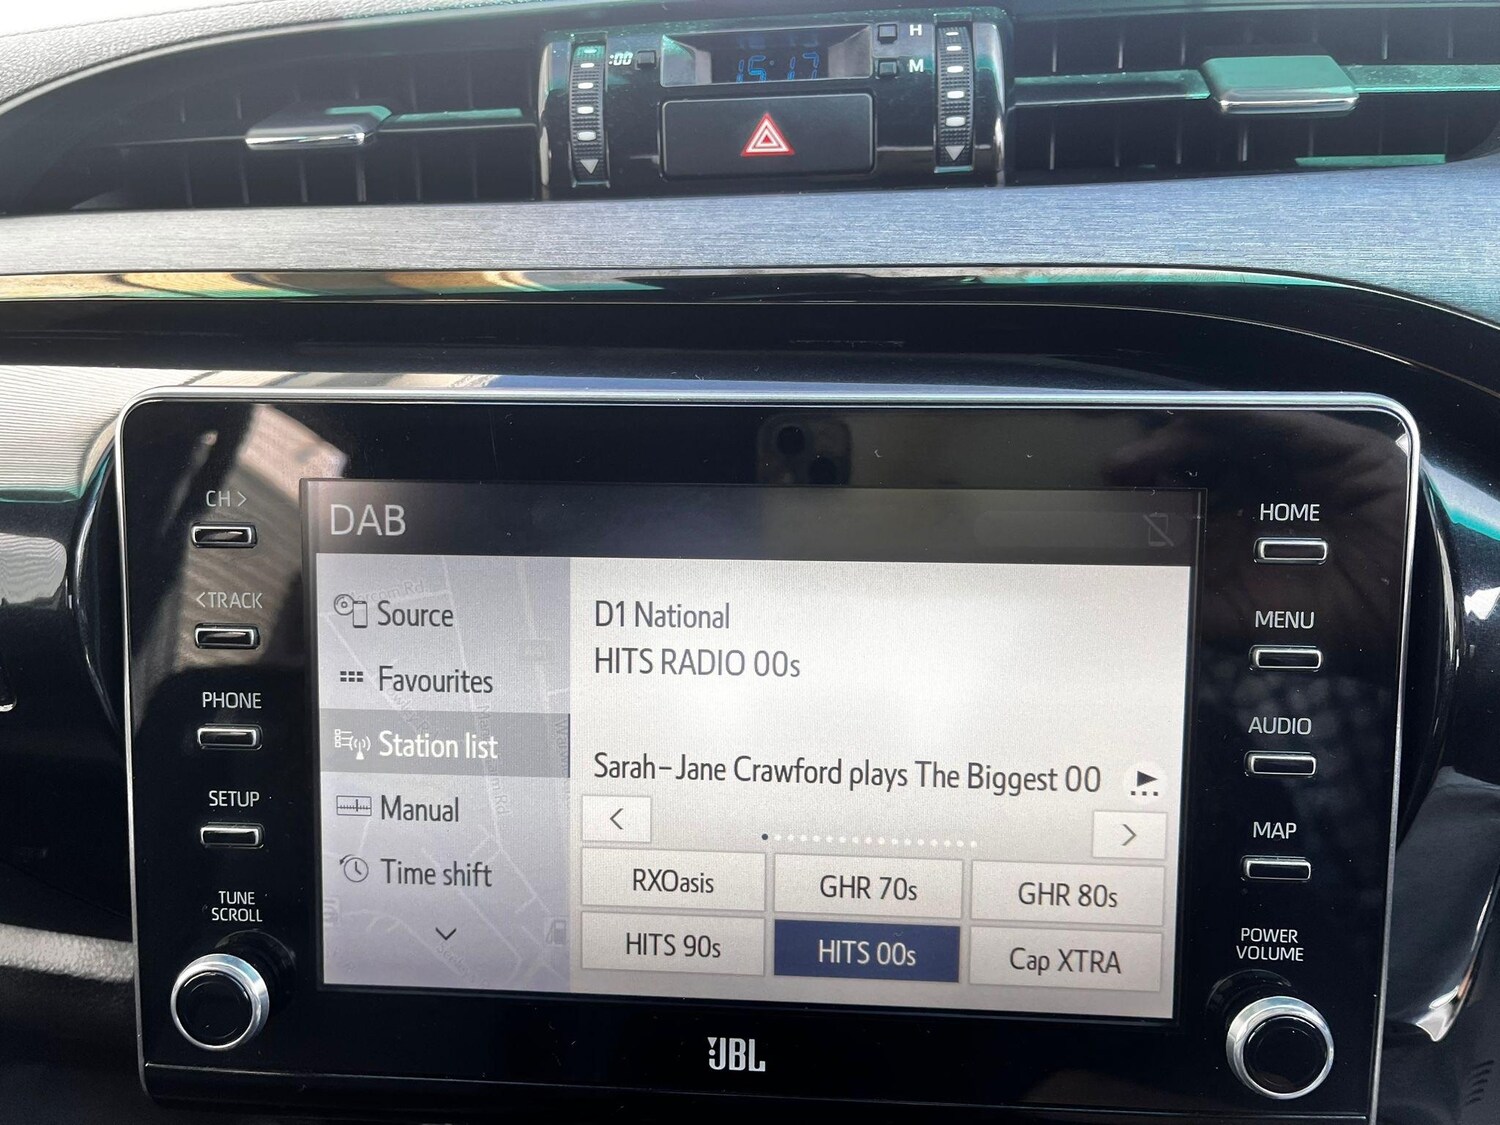 :00
H
M
15:17
CH >
<TRACK
PHONE
SETUP
TUNE
SCROLL
DAB
Source
Favourites
Station list
Manual
Time shift
D1 National
HITS RADIO 00s
Sarah-Jane Crawford plays The Biggest 00
<
>
RXOasis
GHR 70s
GHR 80s
HITS 90s
HITS 00s
Cap XTRA
HOME
MENU
AUDIO
MAP
POWER
VOLUME
JBL